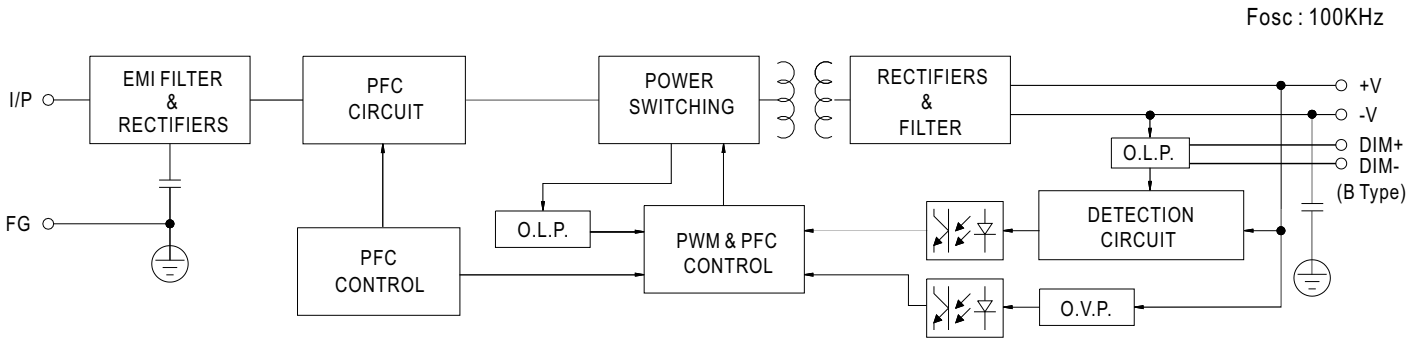 Fosc : 100KHz
I/P
EMI FILTER
&
RECTIFIERS
PFC
CIRCUIT
POWER
SWITCHING
RECTIFIERS
&
FILTER
+V
-V
DIM+
DIM-
(B Type)
O.L.P.
FG
O.L.P.
DETECTION
CIRCUIT
PFC
CONTROL
PWM & PFC
CONTROL
O.V.P.